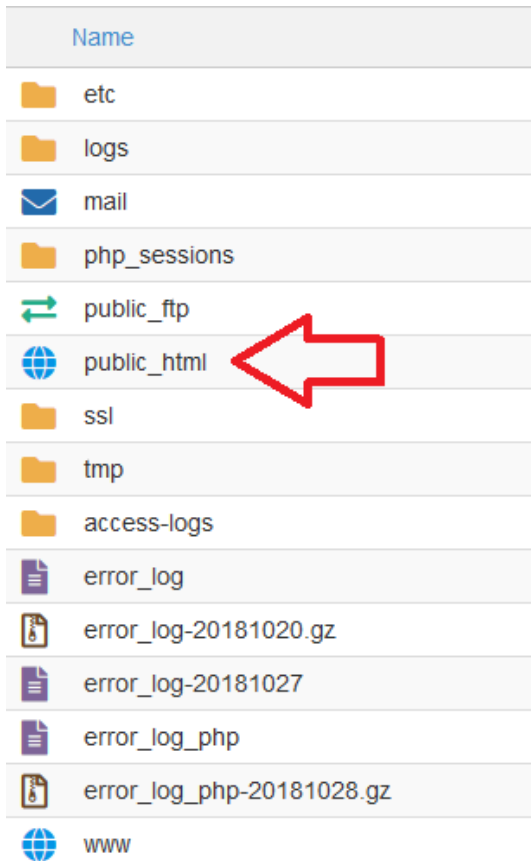 Name
etc
logs
mail
php_sessions
public_ftp
public_html
ssl
tmp
access-logs
error_log
error_log-20181020.gz
error_log-20181027
error_log_php
error_log_php-20181028.gz
www